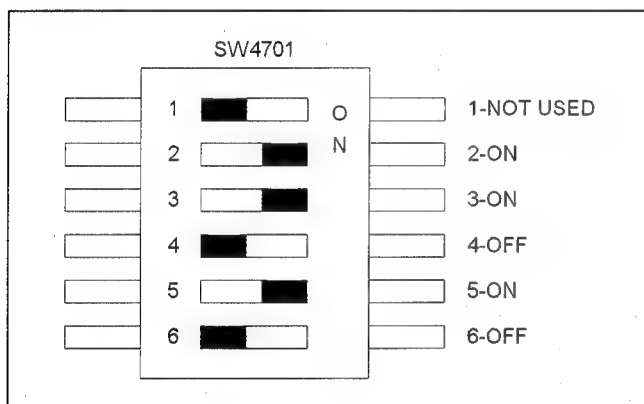 SW4701
1 O 1-NOT USED
2 N 2-ON
3 3-ON
4 4-OFF
5 5-ON
6 6-OFF